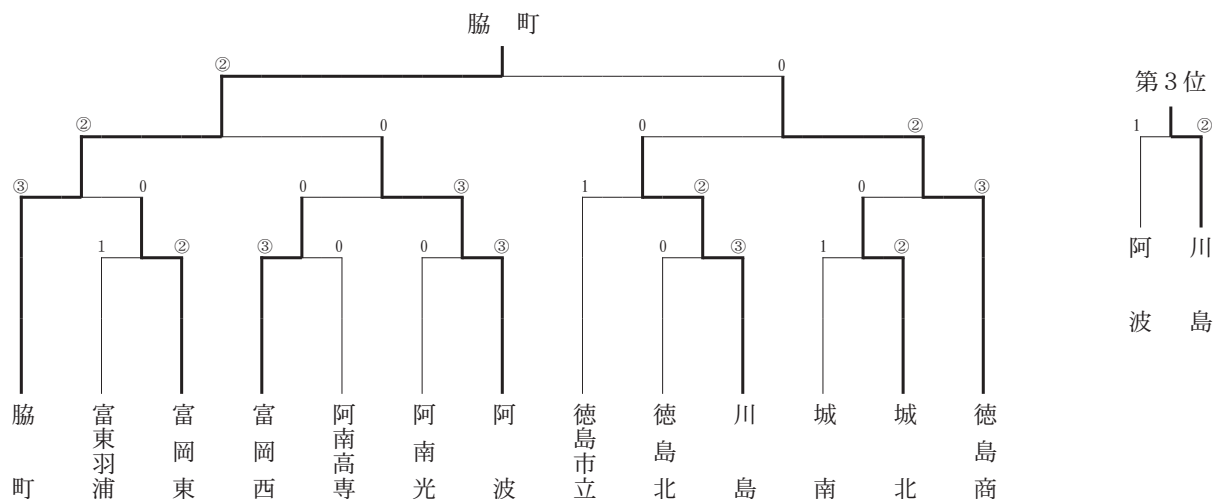 脇町
② 0
第3位
② 0 0 ②
1 ②
③ 0 0 ③ 1 ② 0 ③
1 ② ③ 0 0 ③ 0 ③ 1 ②
阿波
川島
脇町
富東羽浦
富岡東
富岡西
阿南高専
阿南光
阿波
徳島市立
徳島北
川島
城南
城北
徳島商